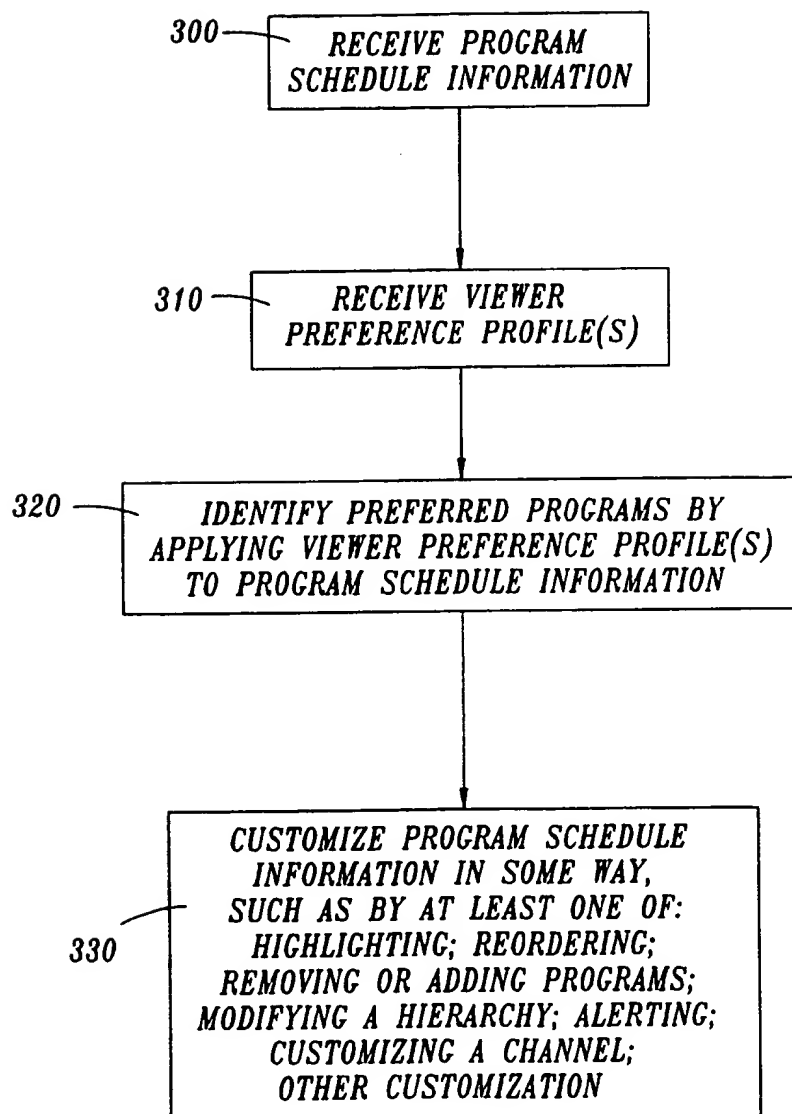 300
RECEIVE PROGRAM
SCHEDULE INFORMATION
310
RECEIVE VIEWER
PREFERENCE PROFILE(S)
320
IDENTIFY PREFERRED PROGRAMS BY
APPLYING VIEWER PREFERENCE PROFILE(S)
TO PROGRAM SCHEDULE INFORMATION
330
CUSTOMIZE PROGRAM SCHEDULE
INFORMATION IN SOME WAY,
SUCH AS BY AT LEAST ONE OF:
HIGHLIGHTING; REORDERING;
REMOVING OR ADDING PROGRAMS;
MODIFYING A HIERARCHY; ALERTING;
CUSTOMIZING A CHANNEL;
OTHER CUSTOMIZATION